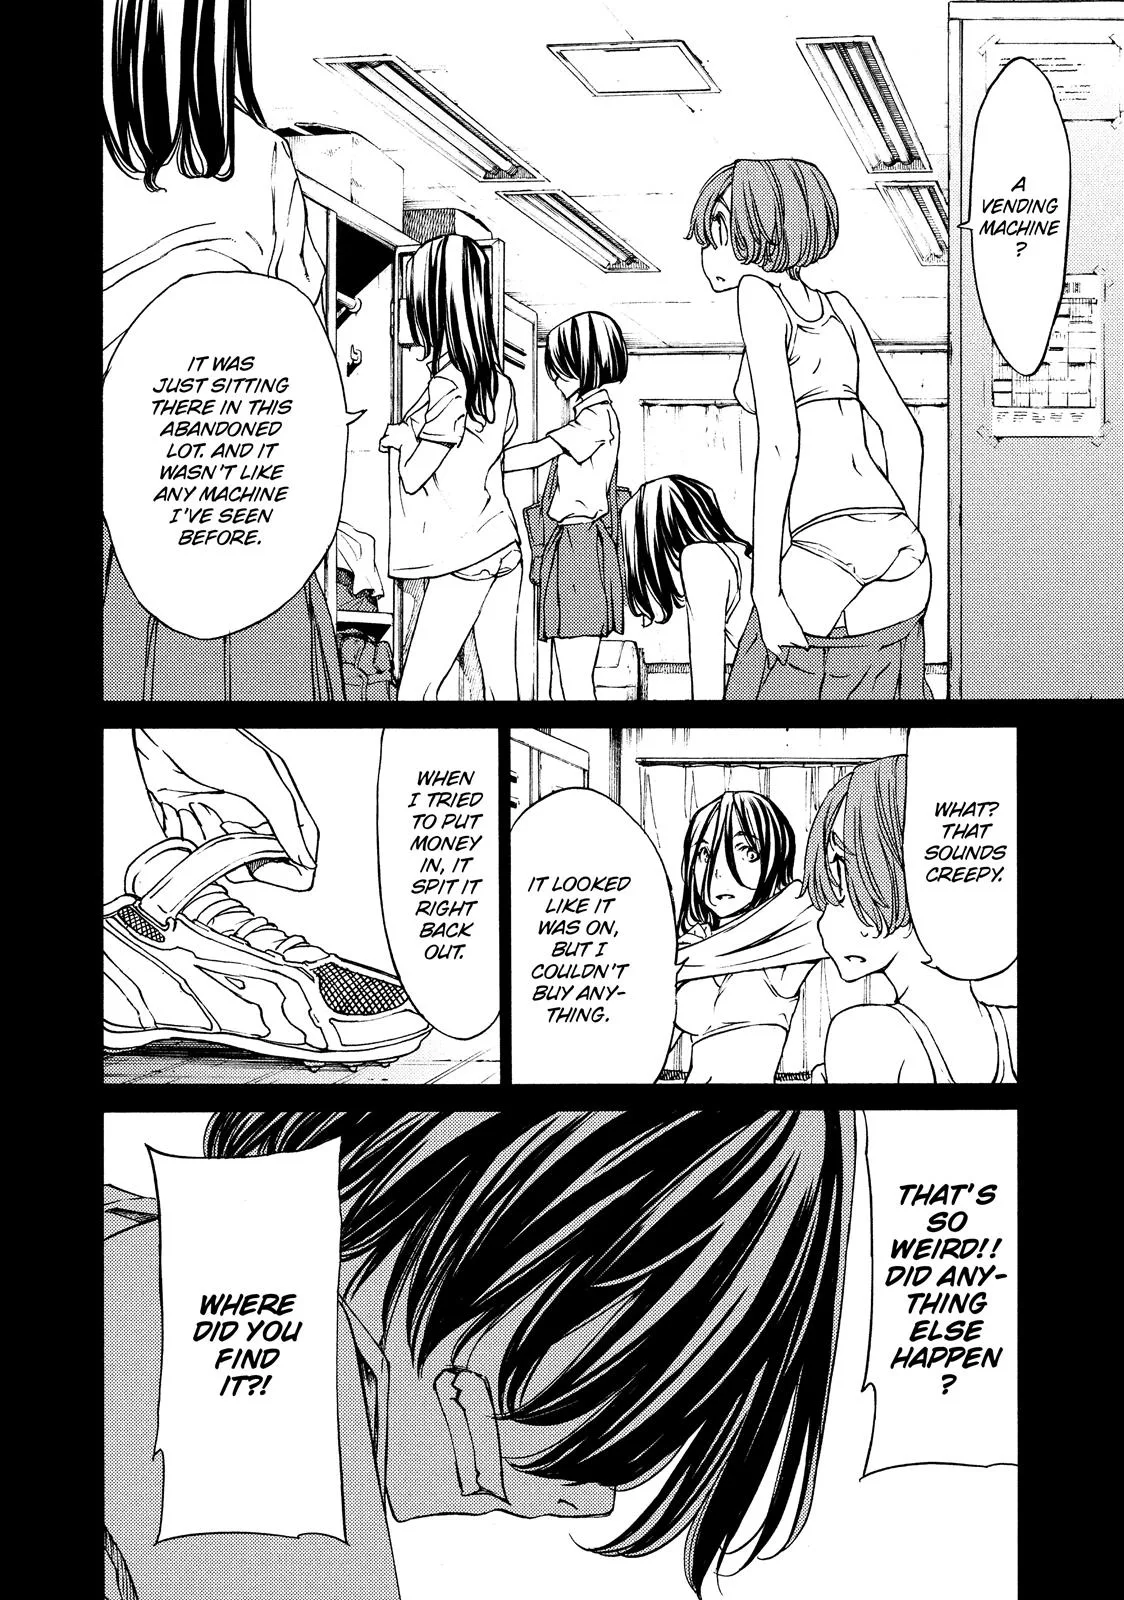 A
VENDING
MACHINE
?
IT WAS
JUST SITTING
THERE IN THIS
ABANDONED
LOT. AND IT
WASN'T LIKE
ANY MACHINE
I'VE SEEN
BEFORE.
WHAT?
THAT
SOUNDS
CREEPY.
IT LOOKED
LIKE IT
WAS ON,
BUT I
COULDN'T
BUY ANY-
THING.
WHEN
I TRIED
TO PUT
MONEY
IN, IT
SPIT IT
RIGHT
BACK
OUT.
THAT'S
SO
WEIRD!!
DID ANY-
THING
ELSE
HAPPEN
?
WHERE
DID YOU
FIND
IT?!